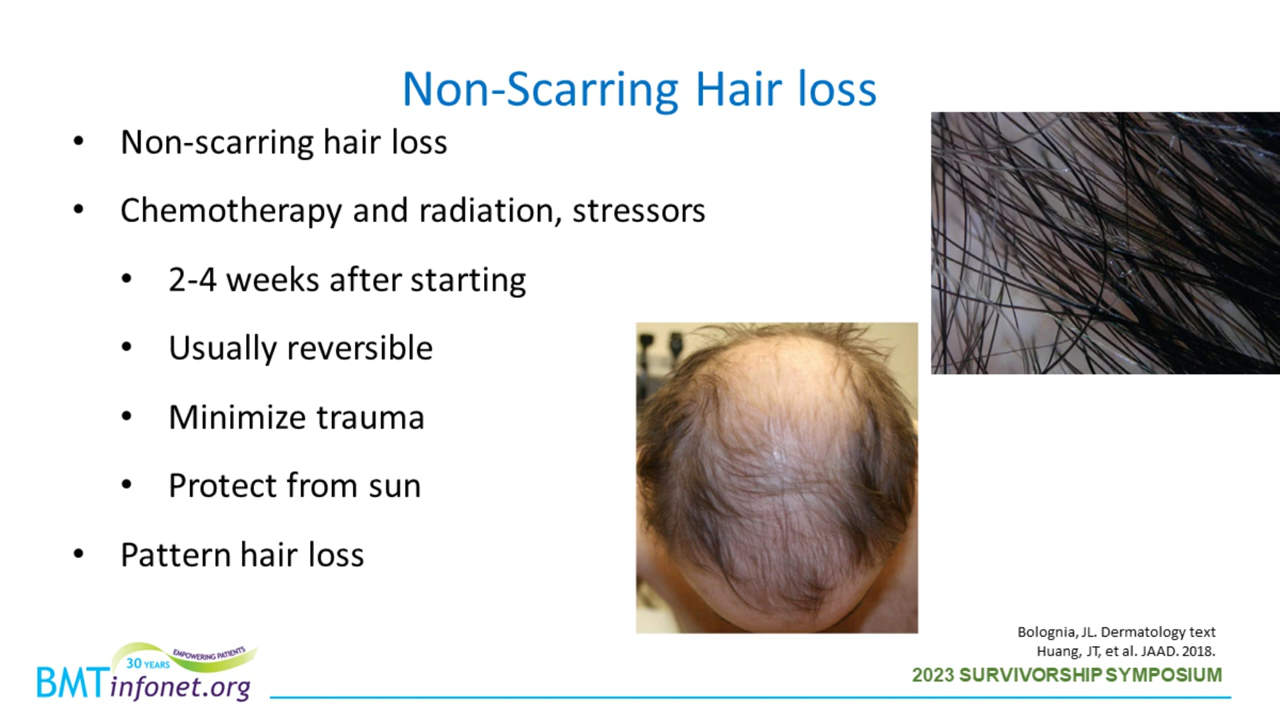 Non-Scarring Hair loss
• Non-scarring hair loss
• Chemotherapy and radiation, stressors
• 2-4 weeks after starting
• Usually reversible
• Minimize trauma
• Protect from sun
• Pattern hair loss
Bolognia, JL. Dermatology text
Huang, JT, et al. JAAD. 2018.
2023 SURVIVORSHIP SYMPOSIUM
30 YEARS EMPOWERING PATIENTS
BMTinfonet.org